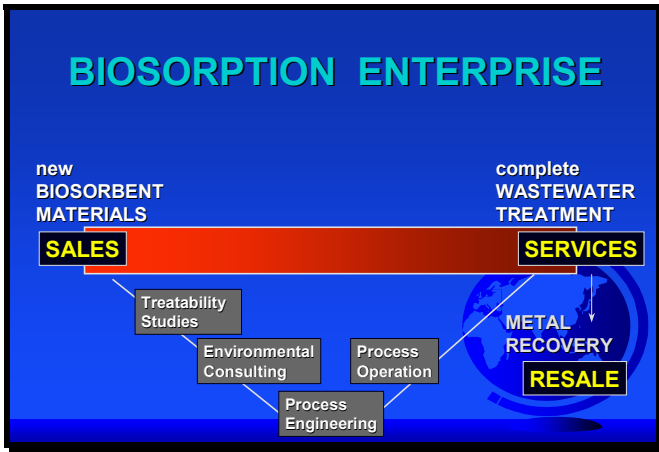 BIOSORPTION ENTERPRISE
new
BIOSORBENT
MATERIALS
SALES
complete
WASTEWATER
TREATMENT
SERVICES
Treatability
Studies
Environmental
Consulting
Process
Engineering
Process
Operation
METAL
RECOVERY
RESALE